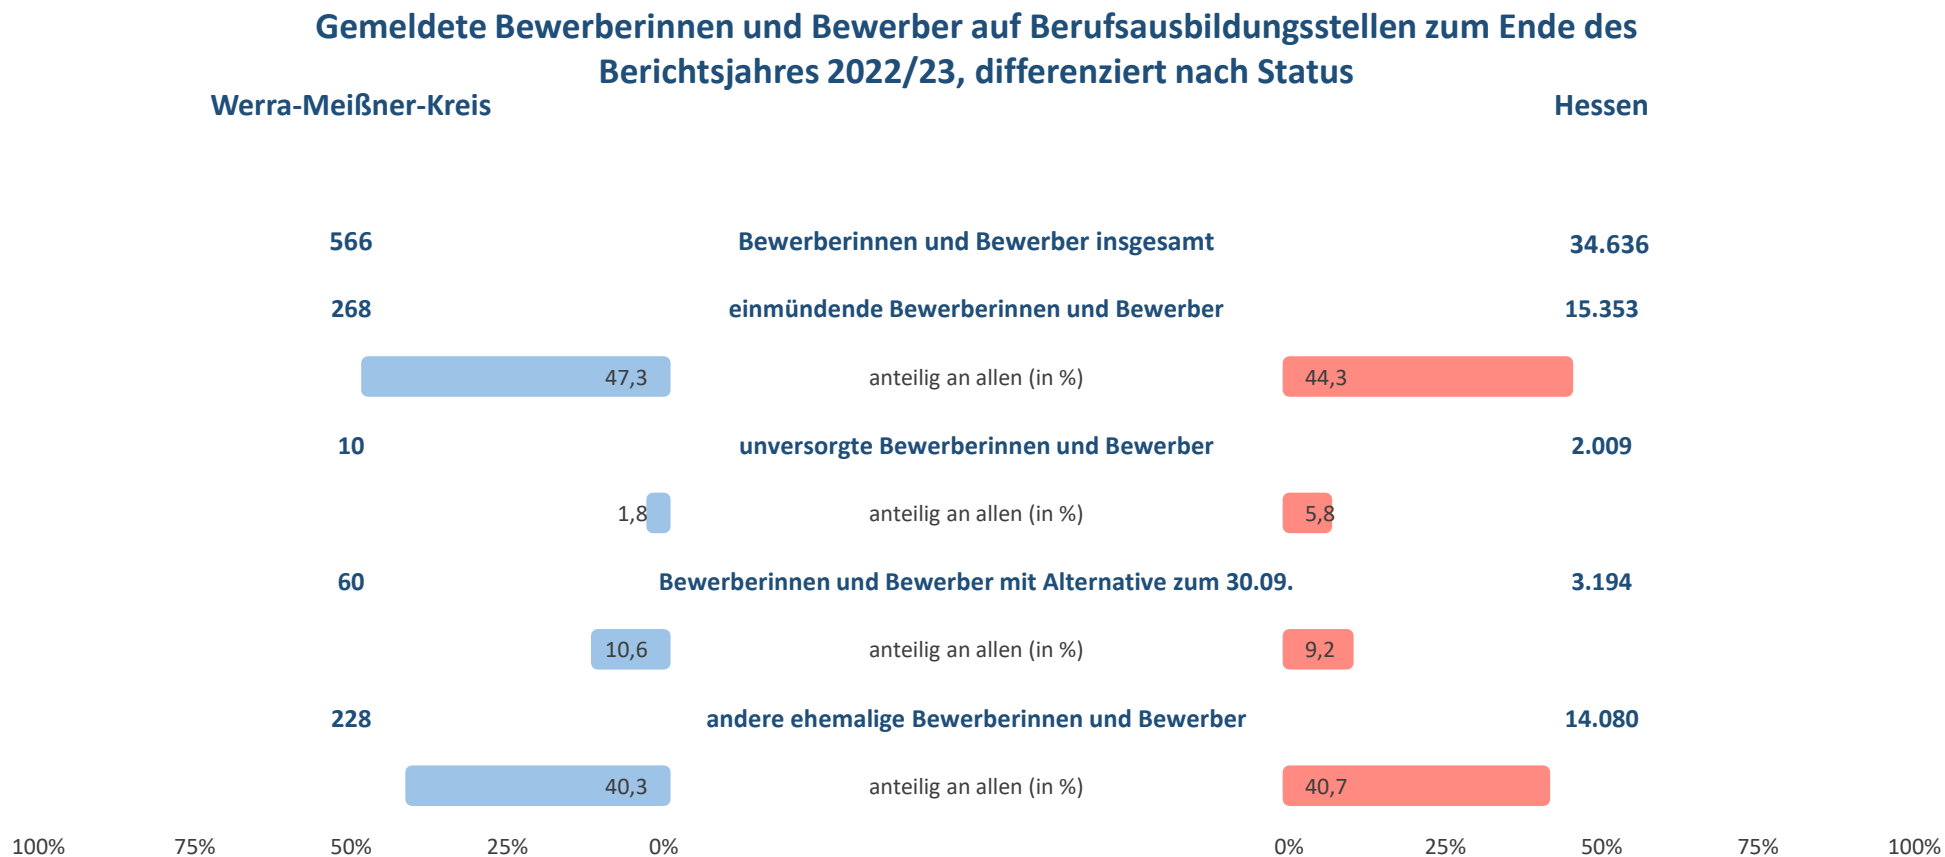 Gemeldete Bewerberinnen und Bewerber auf Berufsausbildungsstellen zum Ende des
Berichtsjahres 2022/23, differenziert nach Status
Werra-Meißner-Kreis Hessen
566 Bewerberinnen und Bewerber insgesamt 34.636
268 einmündende Bewerberinnen und Bewerber 15.353
47,3 anteilig an allen (in %) 44,3
10 unversorgte Bewerberinnen und Bewerber 2.009
1,8 anteilig an allen (in %) 5,8
60 Bewerberinnen und Bewerber mit Alternative zum 30.09. 3.194
10,6 anteilig an allen (in %) 9,2
228 andere ehemalige Bewerberinnen und Bewerber 14.080
40,3 anteilig an allen (in %) 40,7
100% 75% 50% 25% 0% 0% 25% 50% 75% 100%